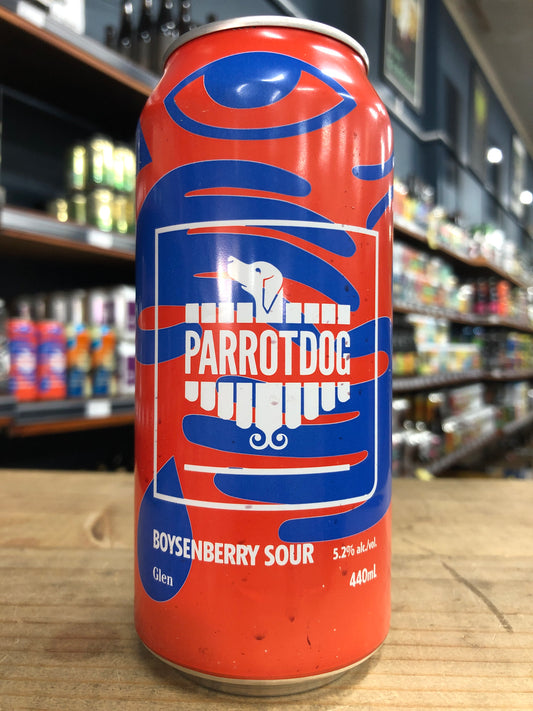 PARROTDOG
BOYSENBERRY SOUR
5.2% alc./vol.
Glen
440mL